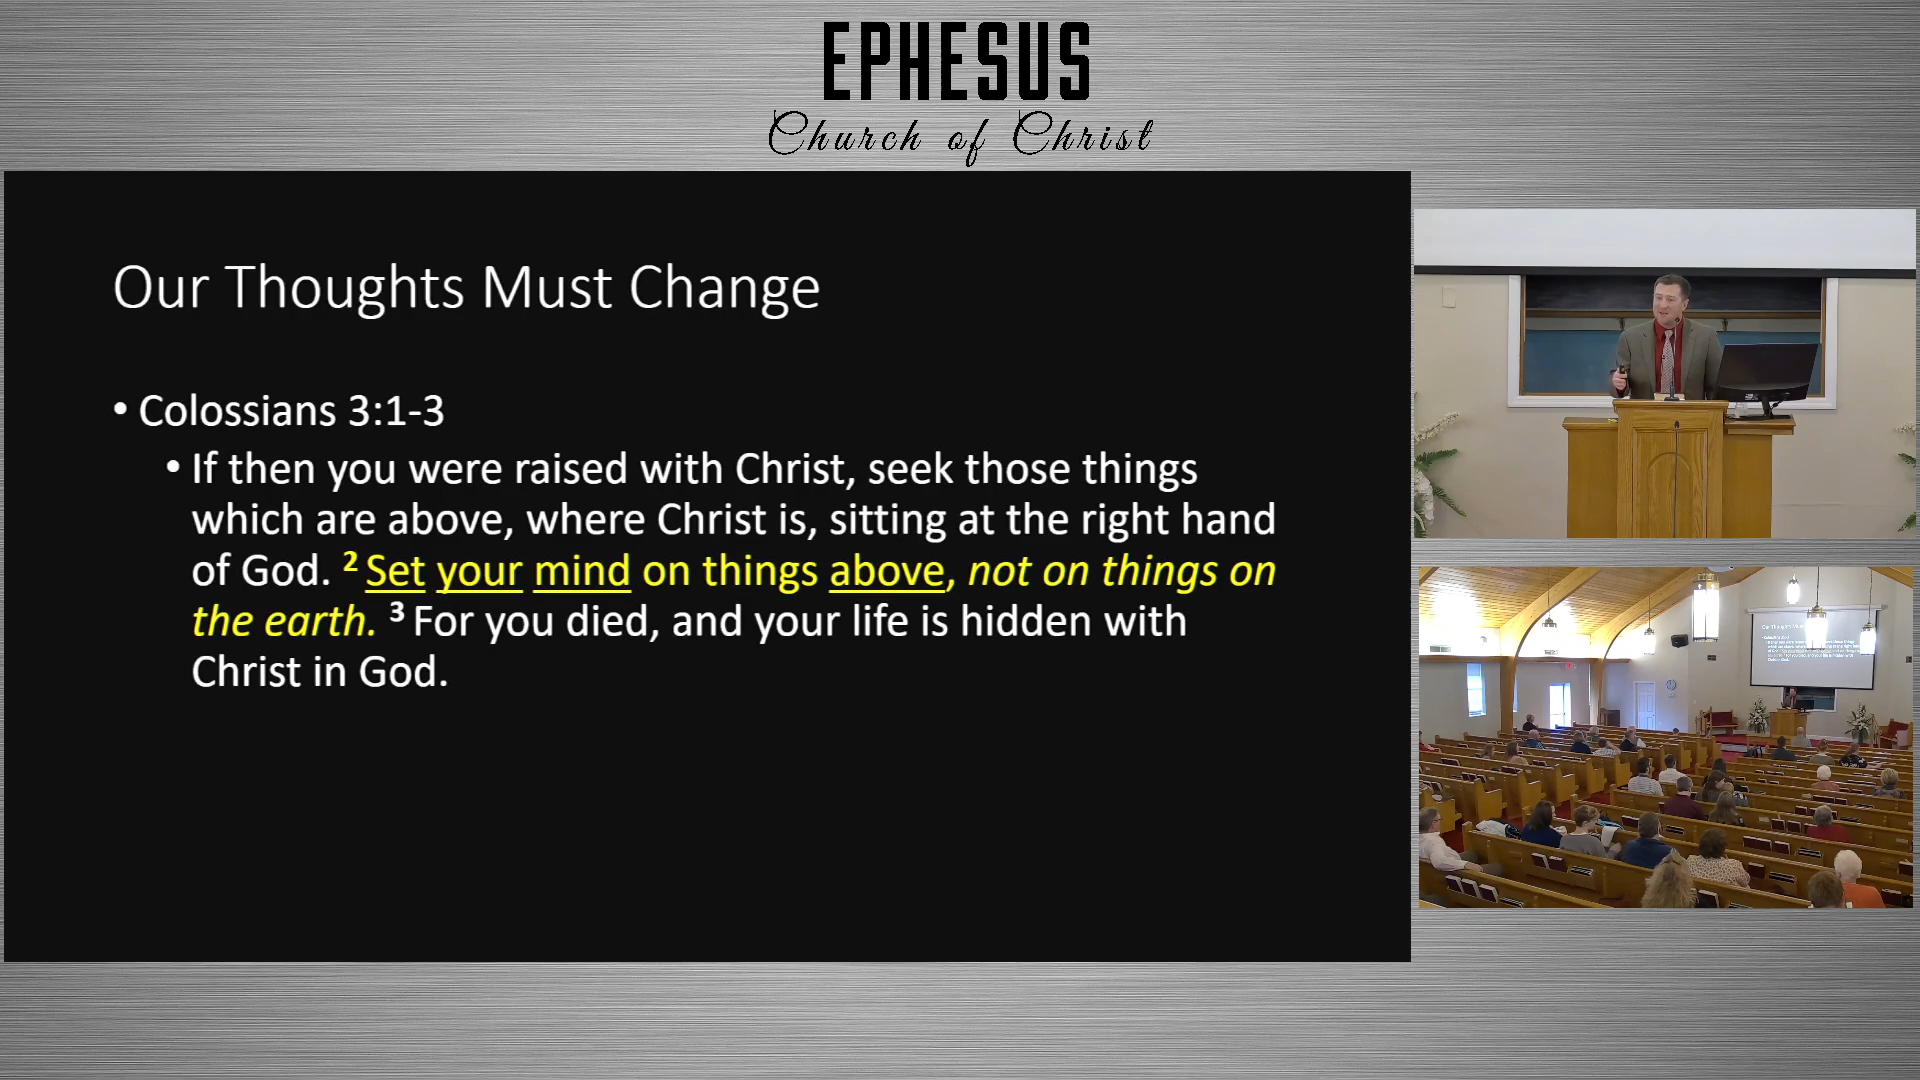 EPHESUS
Church of Christ
Our Thoughts Must Change
• Colossians 3:1-3
• If then you were raised with Christ, seek those things
which are above, where Christ is, sitting at the right hand
of God. ² Set your mind on things above, not on things on
the earth. ³ For you died, and your life is hidden with
Christ in God.